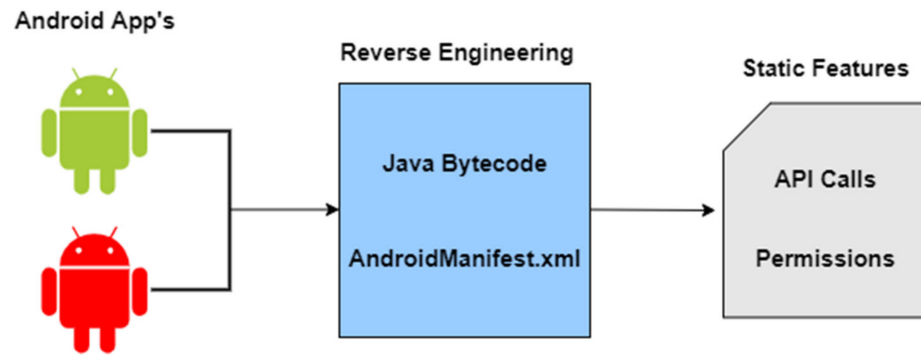 Android App's
Reverse Engineering
Static Features
Java Bytecode
API Calls
AndroidManifest.xml
Permissions